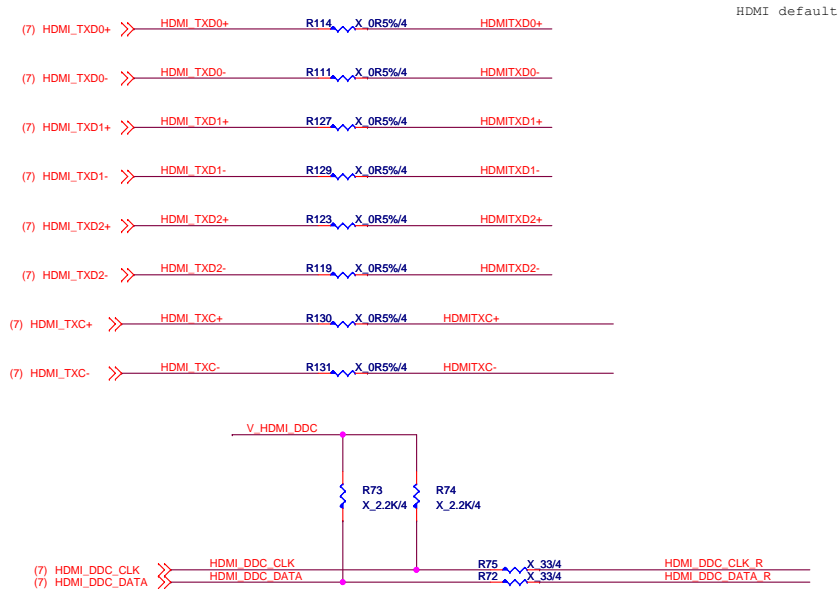 HDMI default
(7) HDMI_TXD0+ HDMI_TXD0+ R114 X_0R5%/4 HDMITXD0+
(7) HDMI_TXD0- HDMI_TXD0- R111 X_0R5%/4 HDMITXD0-
(7) HDMI_TXD1+ HDMI_TXD1+ R127 X_0R5%/4 HDMITXD1+
(7) HDMI_TXD1- HDMI_TXD1- R129 X_0R5%/4 HDMITXD1-
(7) HDMI_TXD2+ HDMI_TXD2+ R123 X_0R5%/4 HDMITXD2+
(7) HDMI_TXD2- HDMI_TXD2- R119 X_0R5%/4 HDMITXD2-
(7) HDMI_TXC+ HDMI_TXC+ R130 X_0R5%/4 HDMITXC+
(7) HDMI_TXC- HDMI_TXC- R131 X_0R5%/4 HDMITXC-
V_HDMI_DDC
R73 R74
X_2.2K/4 X_2.2K/4
(7) HDMI_DDC_CLK HDMI_DDC_CLK R75 X_33/4 HDMI_DDC_CLK_R
(7) HDMI_DDC_DATA HDMI_DDC_DATA R72 X_33/4 HDMI_DDC_DATA_R